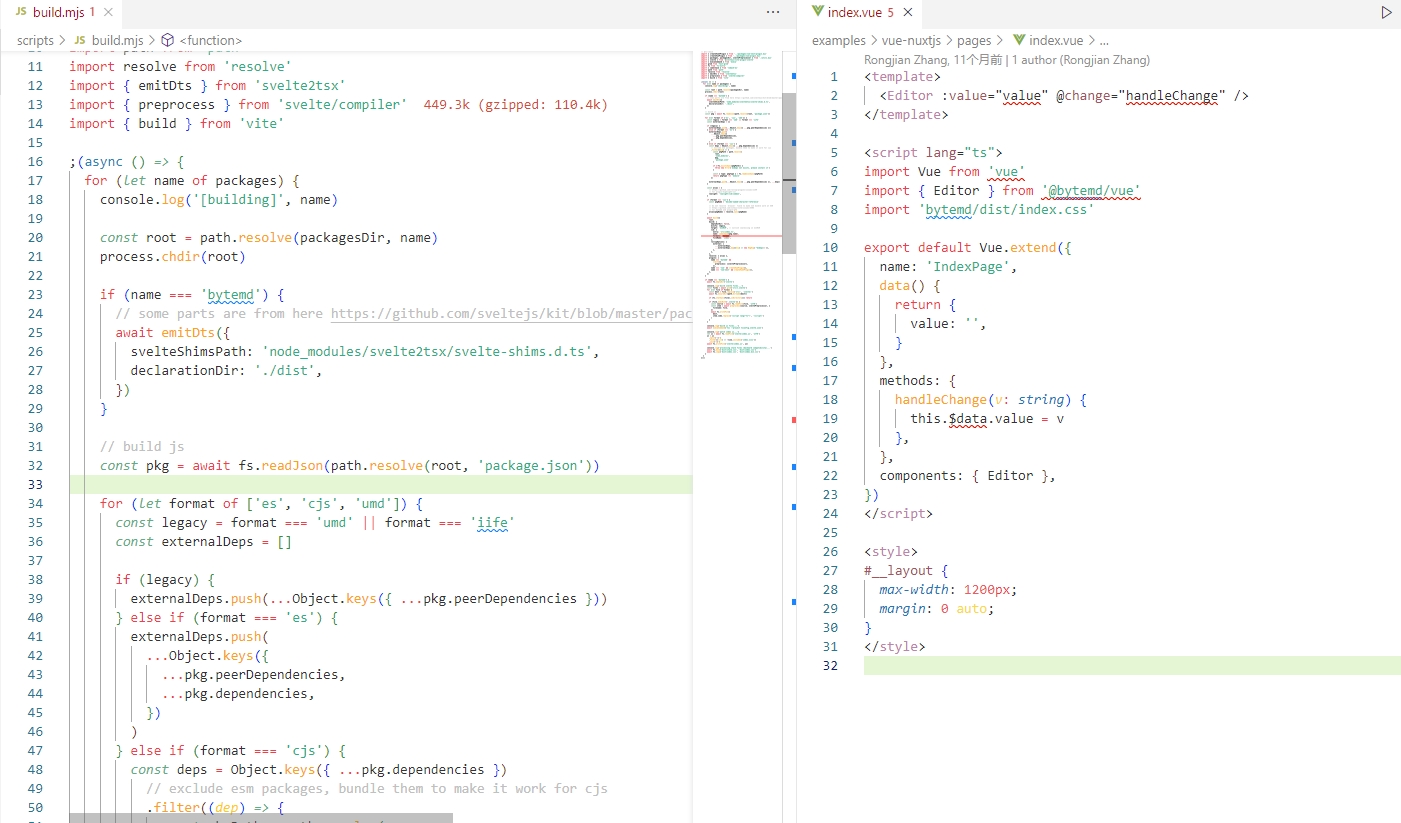 JS build.mjs 1 ×
scripts > JS build.mjs > <function>
11 import resolve from 'resolve'
12 import { emitDts } from 'svelte2tsx'
13 import { preprocess } from 'svelte/compiler' 449.3k (gzipped: 110.4k)
14 import { build } from 'vite'
15
16 ;(async () => {
17 for (let name of packages) {
18 console.log('[building]', name)
19
20 const root = path.resolve(packagesDir, name)
21 process.chdir(root)
22
23 if (name === 'bytemd') {
24 // some parts are from here https://github.com/sveltejs/kit/blob/master/pac
25 await emitDts({
26 svelteShimsPath: 'node_modules/svelte2tsx/svelte-shims.d.ts',
27 declarationDir: './dist',
28 })
29 }
30
31 // build js
32 const pkg = await fs.readJson(path.resolve(root, 'package.json'))
33
34 for (let format of ['es', 'cjs', 'umd']) {
35 const legacy = format === 'umd' || format === 'iife'
36 const externalDeps = []
37
38 if (legacy) {
39 externalDeps.push(...Object.keys({ ...pkg.peerDependencies }))
40 } else if (format === 'es') {
41 externalDeps.push(
42 ...Object.keys({
43 ...pkg.peerDependencies,
44 ...pkg.dependencies,
45 })
46 )
47 } else if (format === 'cjs') {
48 const deps = Object.keys({ ...pkg.dependencies })
49 // exclude esm packages, bundle them to make it work for cjs
50 .filter((dep) => {
index.vue 5 ×
examples > vue-nuxtjs > pages > index.vue > ...
Rongjian Zhang, 11个月前 | 1 author (Rongjian Zhang)
1 <template>
2 <Editor :value="value" @change="handleChange" />
3 </template>
4
5 <script lang="ts">
6 import Vue from 'vue'
7 import { Editor } from '@bytemd/vue'
8 import 'bytemd/dist/index.css'
9
10 export default Vue.extend({
11 name: 'IndexPage',
12 data() {
13 return {
14 value: '',
15 }
16 },
17 methods: {
18 handleChange(v: string) {
19 this.$data.value = v
20 },
21 },
22 components: { Editor },
23 })
24 </script>
25
26 <style>
27 #__layout {
28 max-width: 1200px;
29 margin: 0 auto;
30 }
31 </style>
32